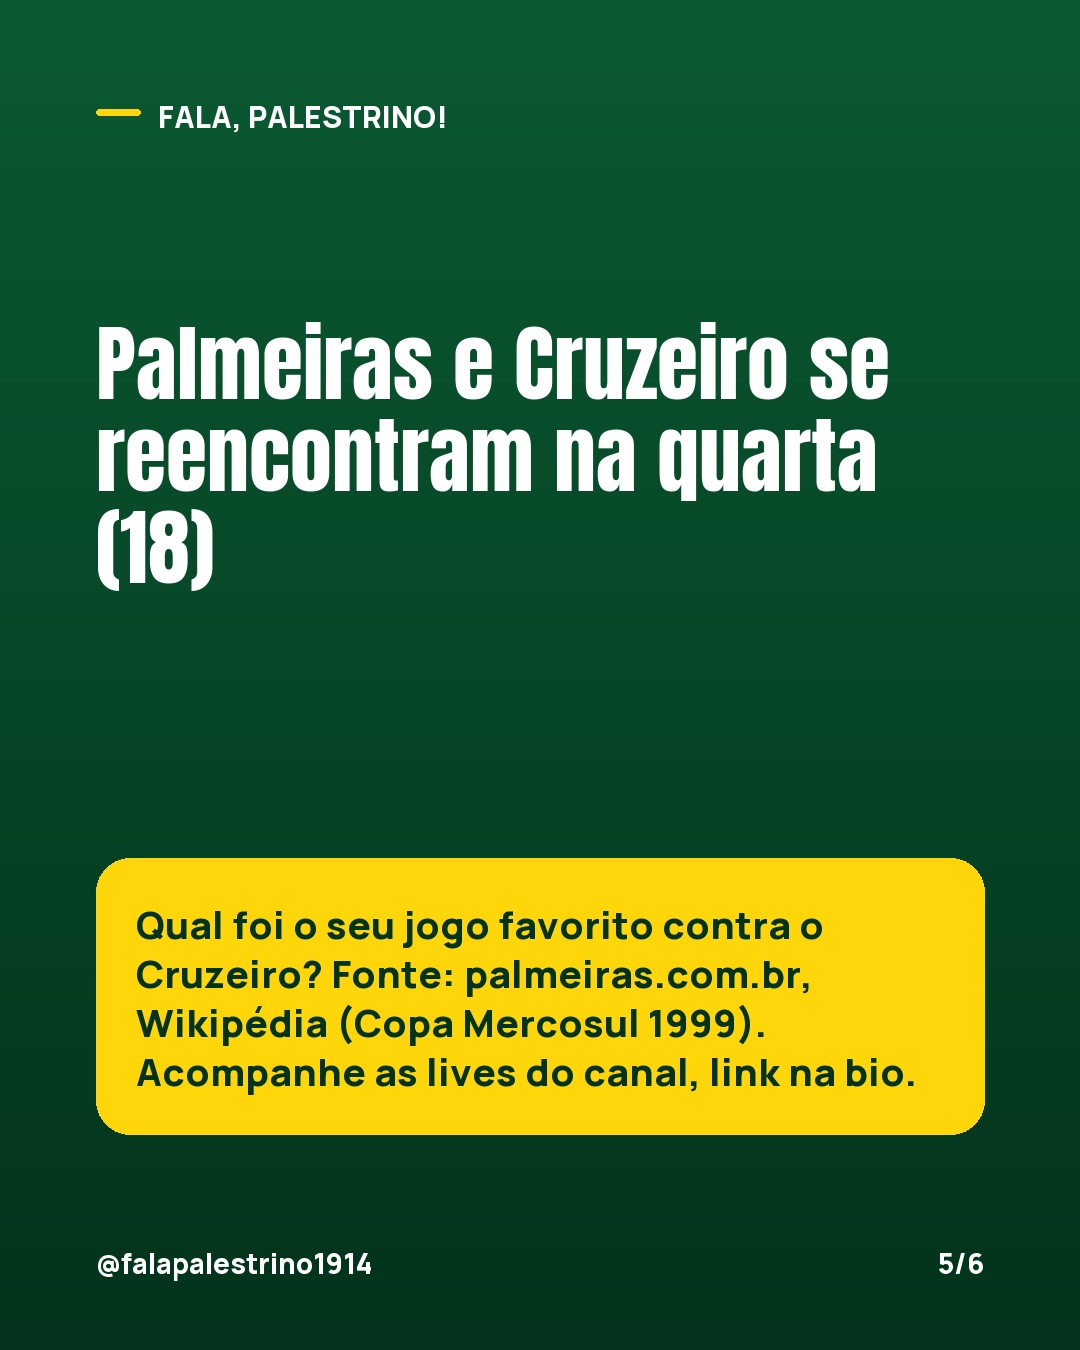 FALA, PALESTRINO!
Palmeiras e Cruzeiro se
reencontram na quarta
(18)
Qual foi o seu jogo favorito contra o
Cruzeiro? Fonte: palmeiras.com.br,
Wikipédia (Copa Mercosul 1999).
Acompanhe as lives do canal, link na bio.
@falapalestrino1914
5/6